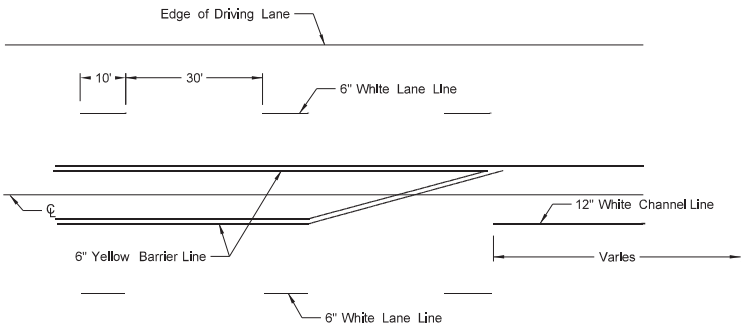 Edge of Driving Lane
10'
30'
6" White Lane Line
℄
12" White Channel Line
6" Yellow Barrier Line
Varies
6" White Lane Line